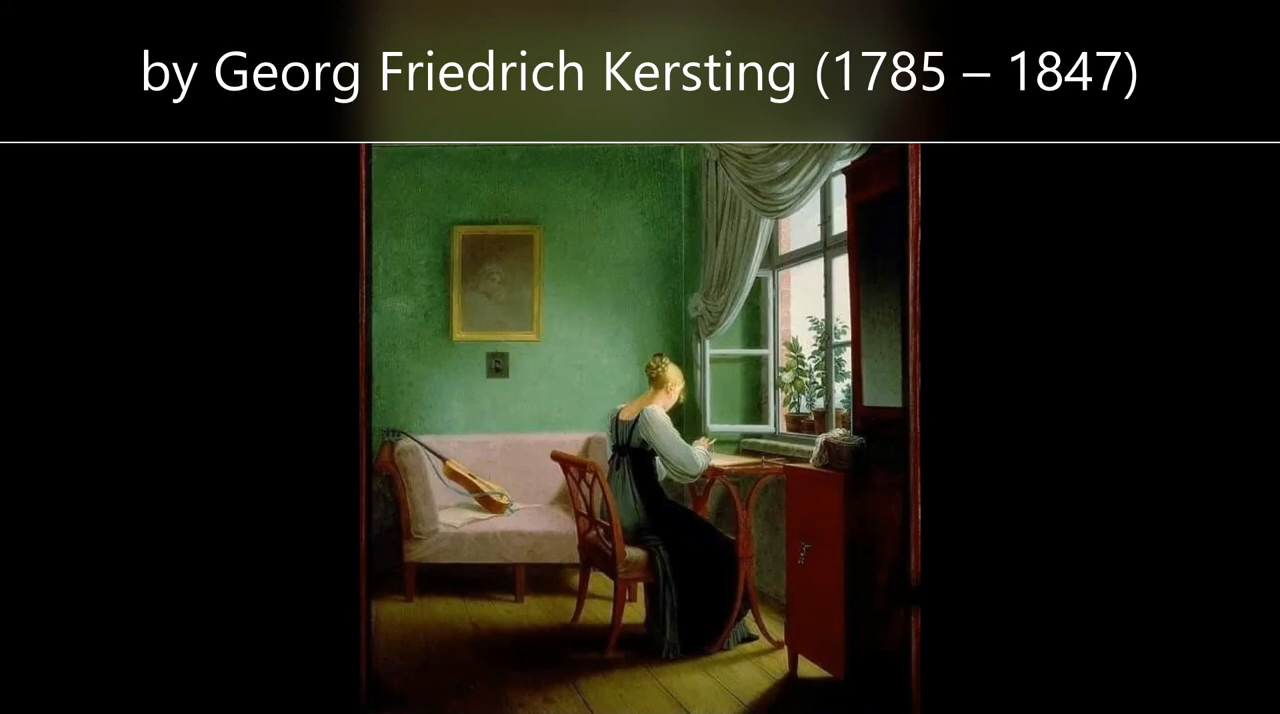 by Georg Friedrich Kersting (1785 – 1847)